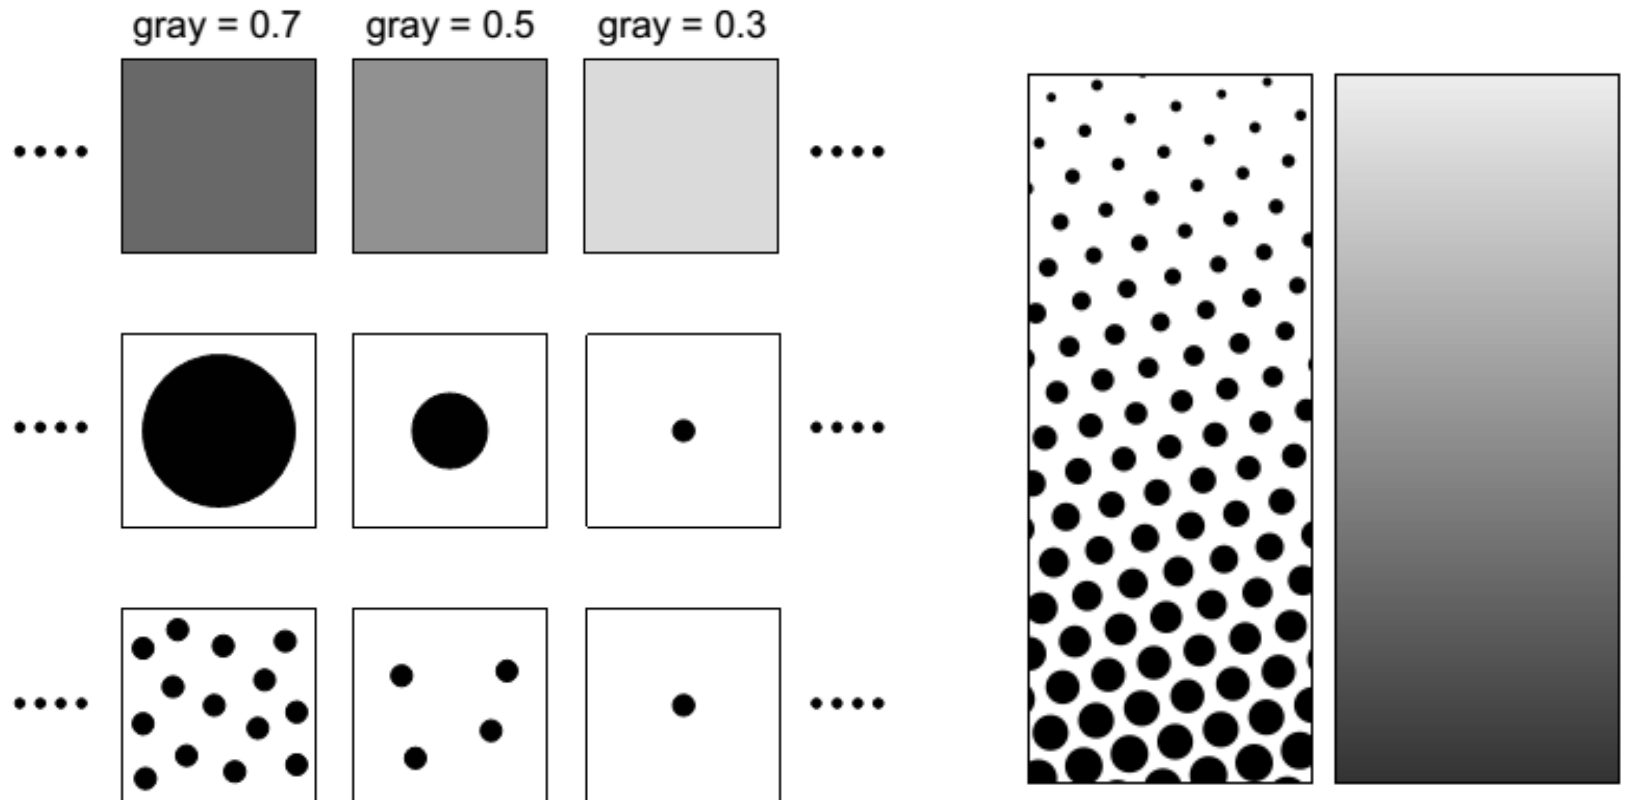 gray = 0.7 gray = 0.5 gray = 0.3